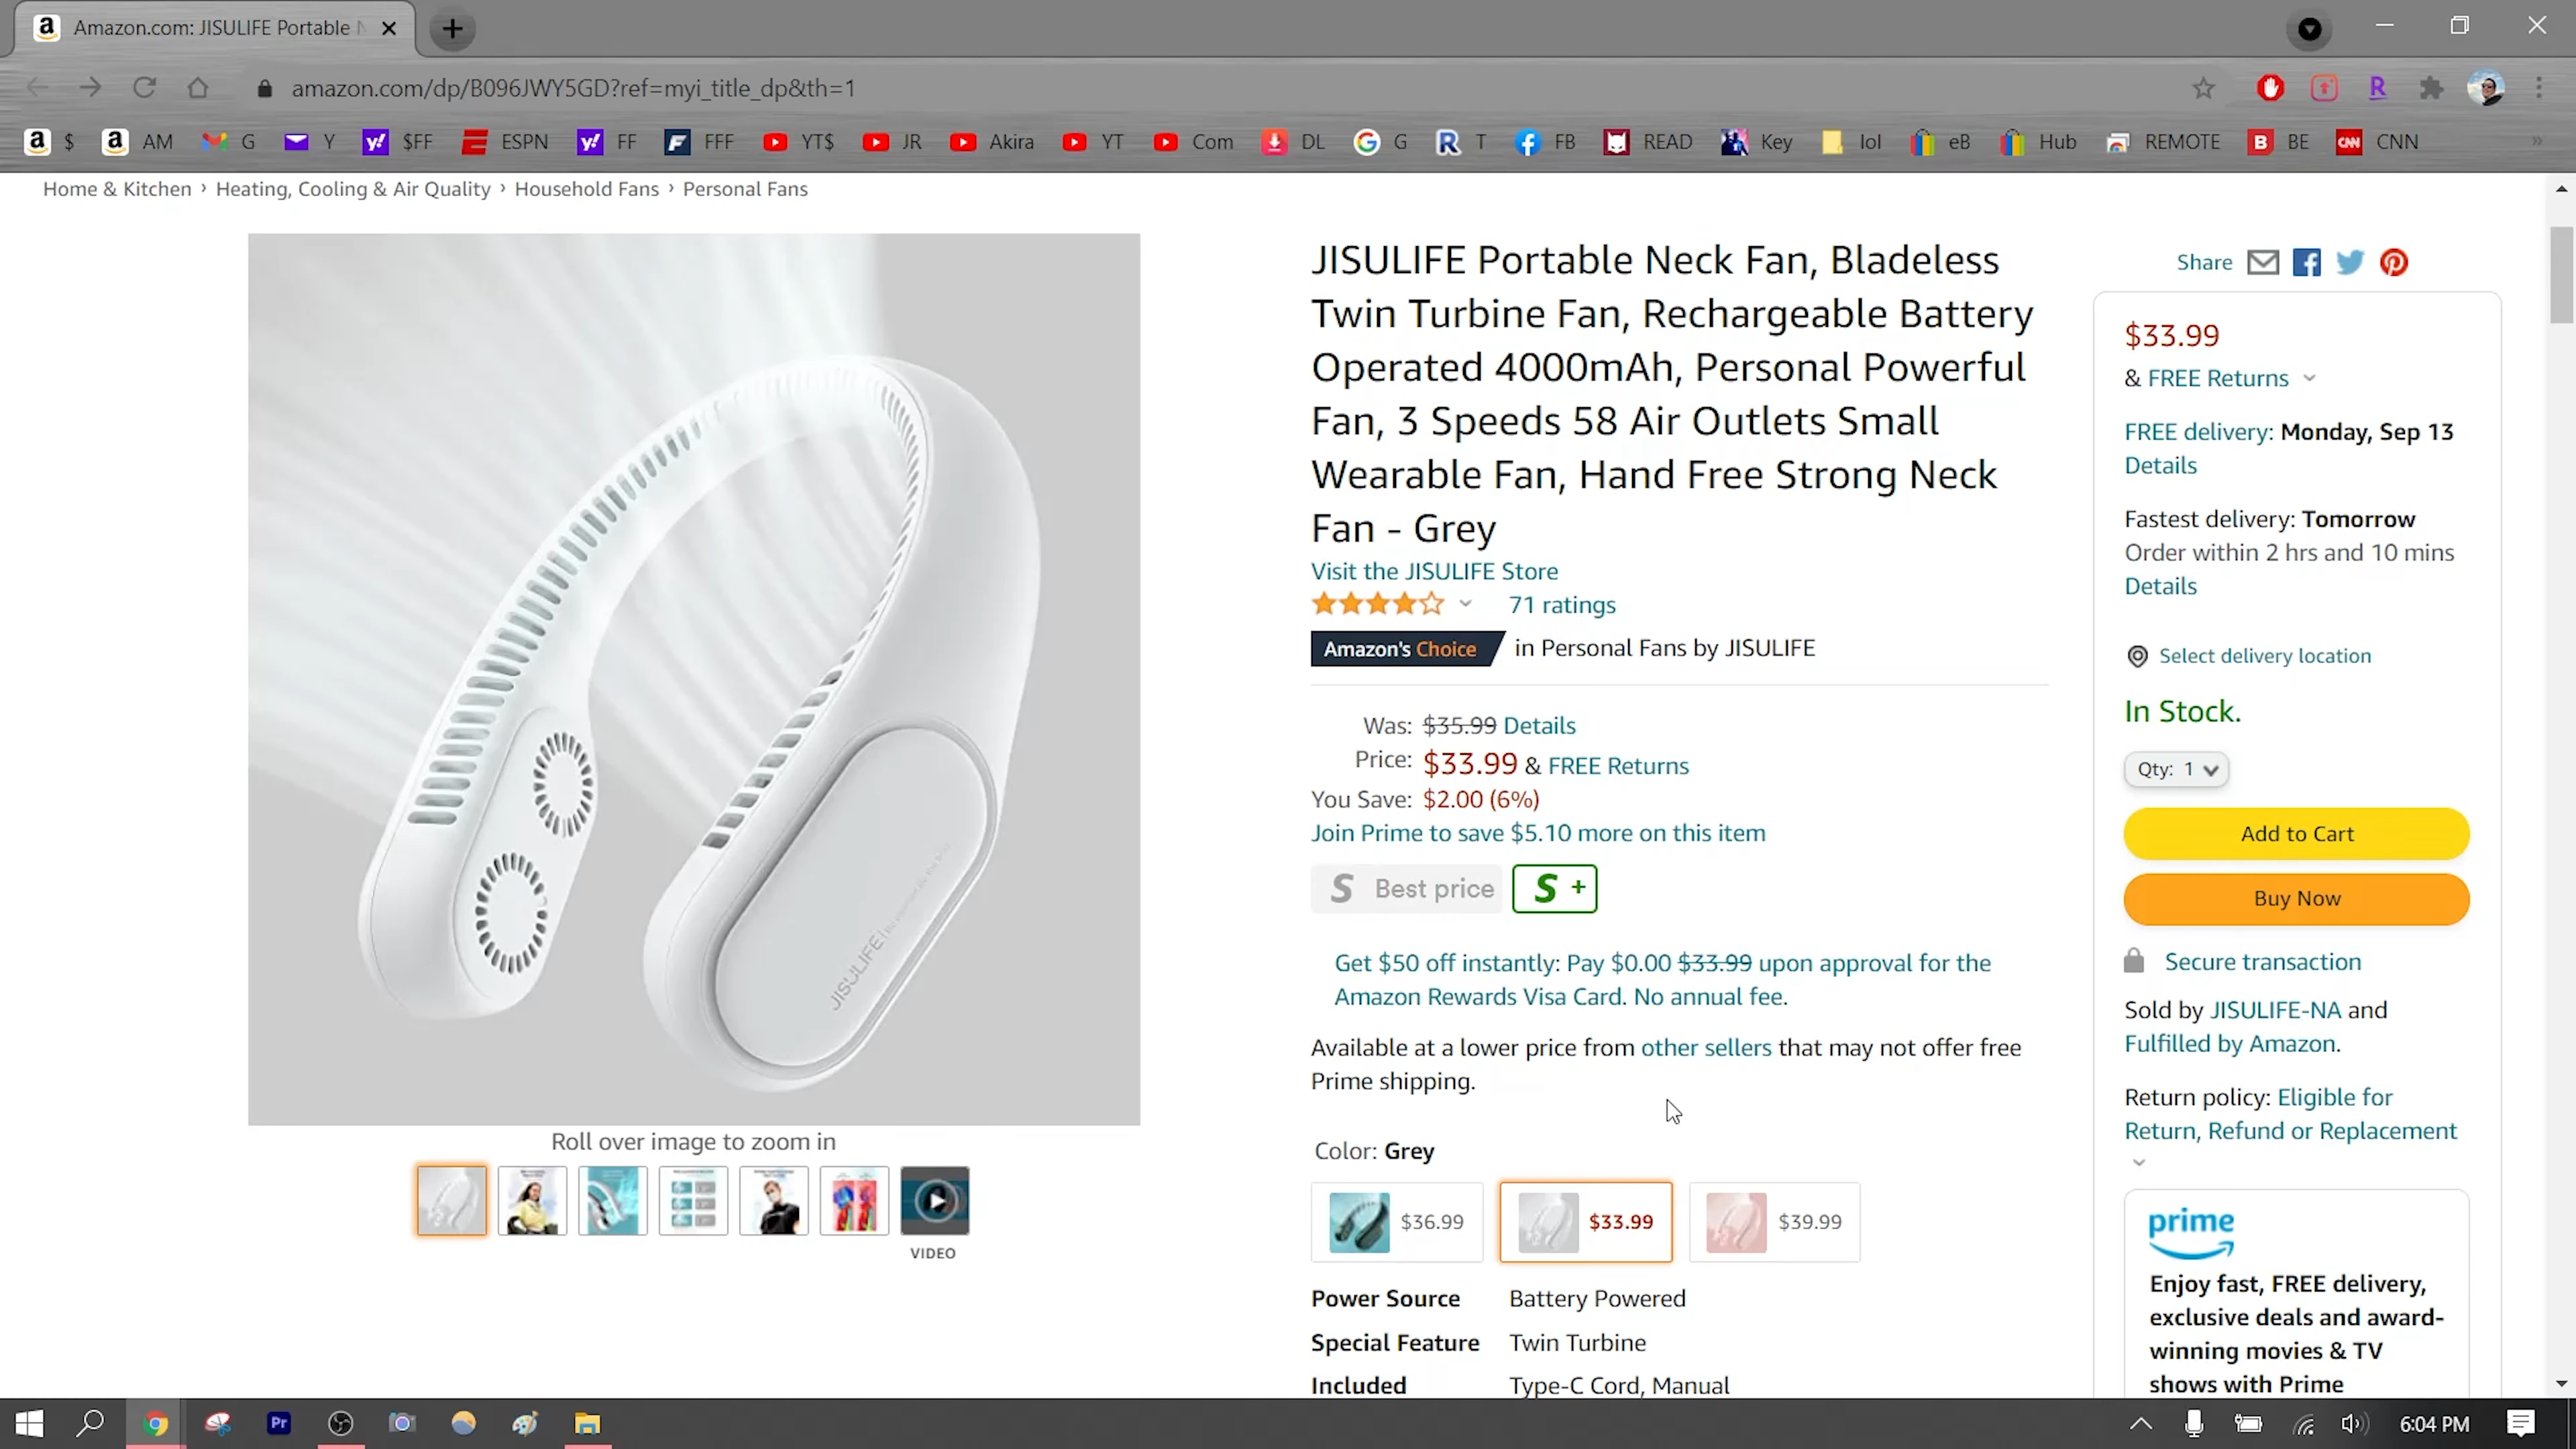 Amazon.com: JISULIFE Portable N
amazon.com/dp/B096JWY5GD?ref=myi_title_dp&th=1
$ AM G Y $FF ESPN FF FFF YT$ JR Akira YT Com DL G T FB READ Key lol eB Hub REMOTE BE CNN
Home & Kitchen › Heating, Cooling & Air Quality › Household Fans › Personal Fans
JISULIFE
Roll over image to zoom in
VIDEO
JISULIFE Portable Neck Fan, Bladeless
Twin Turbine Fan, Rechargeable Battery
Operated 4000mAh, Personal Powerful
Fan, 3 Speeds 58 Air Outlets Small
Wearable Fan, Hand Free Strong Neck
Fan - Grey
Visit the JISULIFE Store
71 ratings
Amazon's Choice in Personal Fans by JISULIFE
Was: $35.99 Details
Price: $33.99 & FREE Returns
You Save: $2.00 (6%)
Join Prime to save $5.10 more on this item
S Best price S +
Get $50 off instantly: Pay $0.00 $33.99 upon approval for the
Amazon Rewards Visa Card. No annual fee.
Available at a lower price from other sellers that may not offer free
Prime shipping.
Color: Grey
$36.99 $33.99 $39.99
Power Source Battery Powered
Special Feature Twin Turbine
Included Type-C Cord, Manual
Share
$33.99
& FREE Returns
FREE delivery: Monday, Sep 13
Details
Fastest delivery: Tomorrow
Order within 2 hrs and 10 mins
Details
Select delivery location
In Stock.
Qty: 1
Add to Cart
Buy Now
Secure transaction
Sold by JISULIFE-NA and
Fulfilled by Amazon.
Return policy: Eligible for
Return, Refund or Replacement
prime
Enjoy fast, FREE delivery,
exclusive deals and award-
winning movies & TV
shows with Prime
Pr
6:04 PM